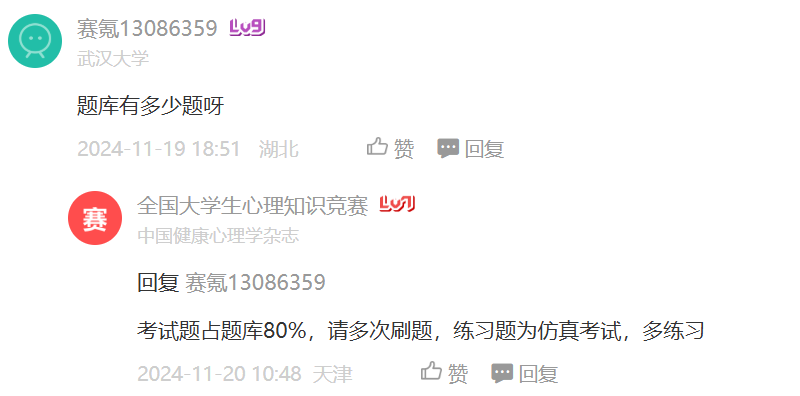 赛氪13086359 Lv9
武汉大学
题库有多少题呀
2024-11-19 18:51 湖北 赞 回复
赛 全国大学生心理知识竞赛 Lv7
中国健康心理学杂志
回复 赛氪13086359
考试题占题库80%，请多次刷题，练习题为仿真考试，多练习
2024-11-20 10:48 天津 赞 回复